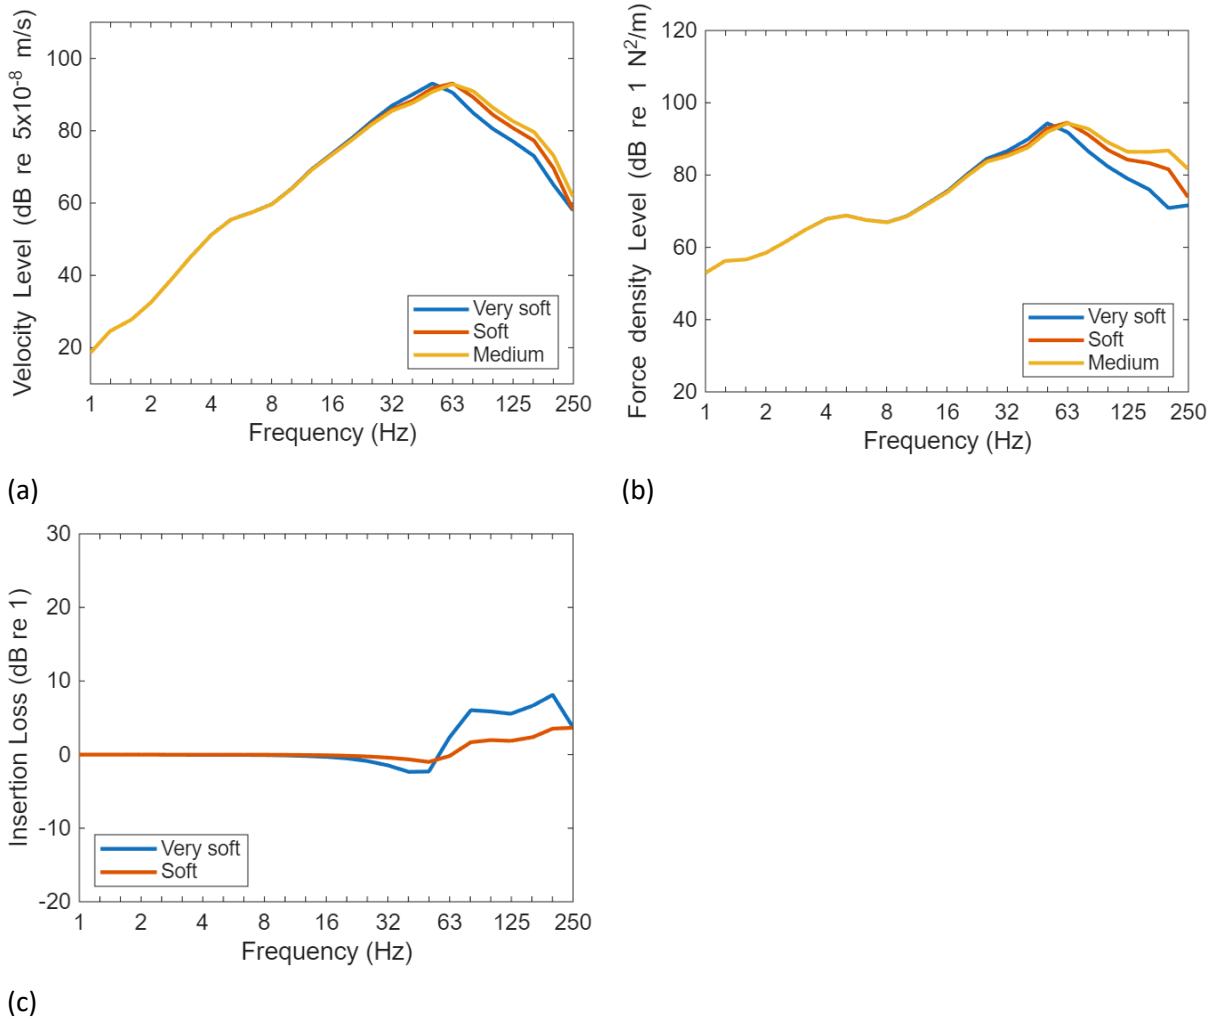 Velocity Level (dB re 5x10⁻⁸ m/s)
100
80
60
40
20
Very soft
Soft
Medium
1 2 4 8 16 32 63 125 250
Frequency (Hz)
(a)
Force density Level (dB re 1 N²/m)
120
100
80
60
40
20
Very soft
Soft
Medium
1 2 4 8 16 32 63 125 250
Frequency (Hz)
(b)
Insertion Loss (dB re 1)
30
20
10
0
-10
-20
Very soft
Soft
1 2 4 8 16 32 63 125 250
Frequency (Hz)
(c)